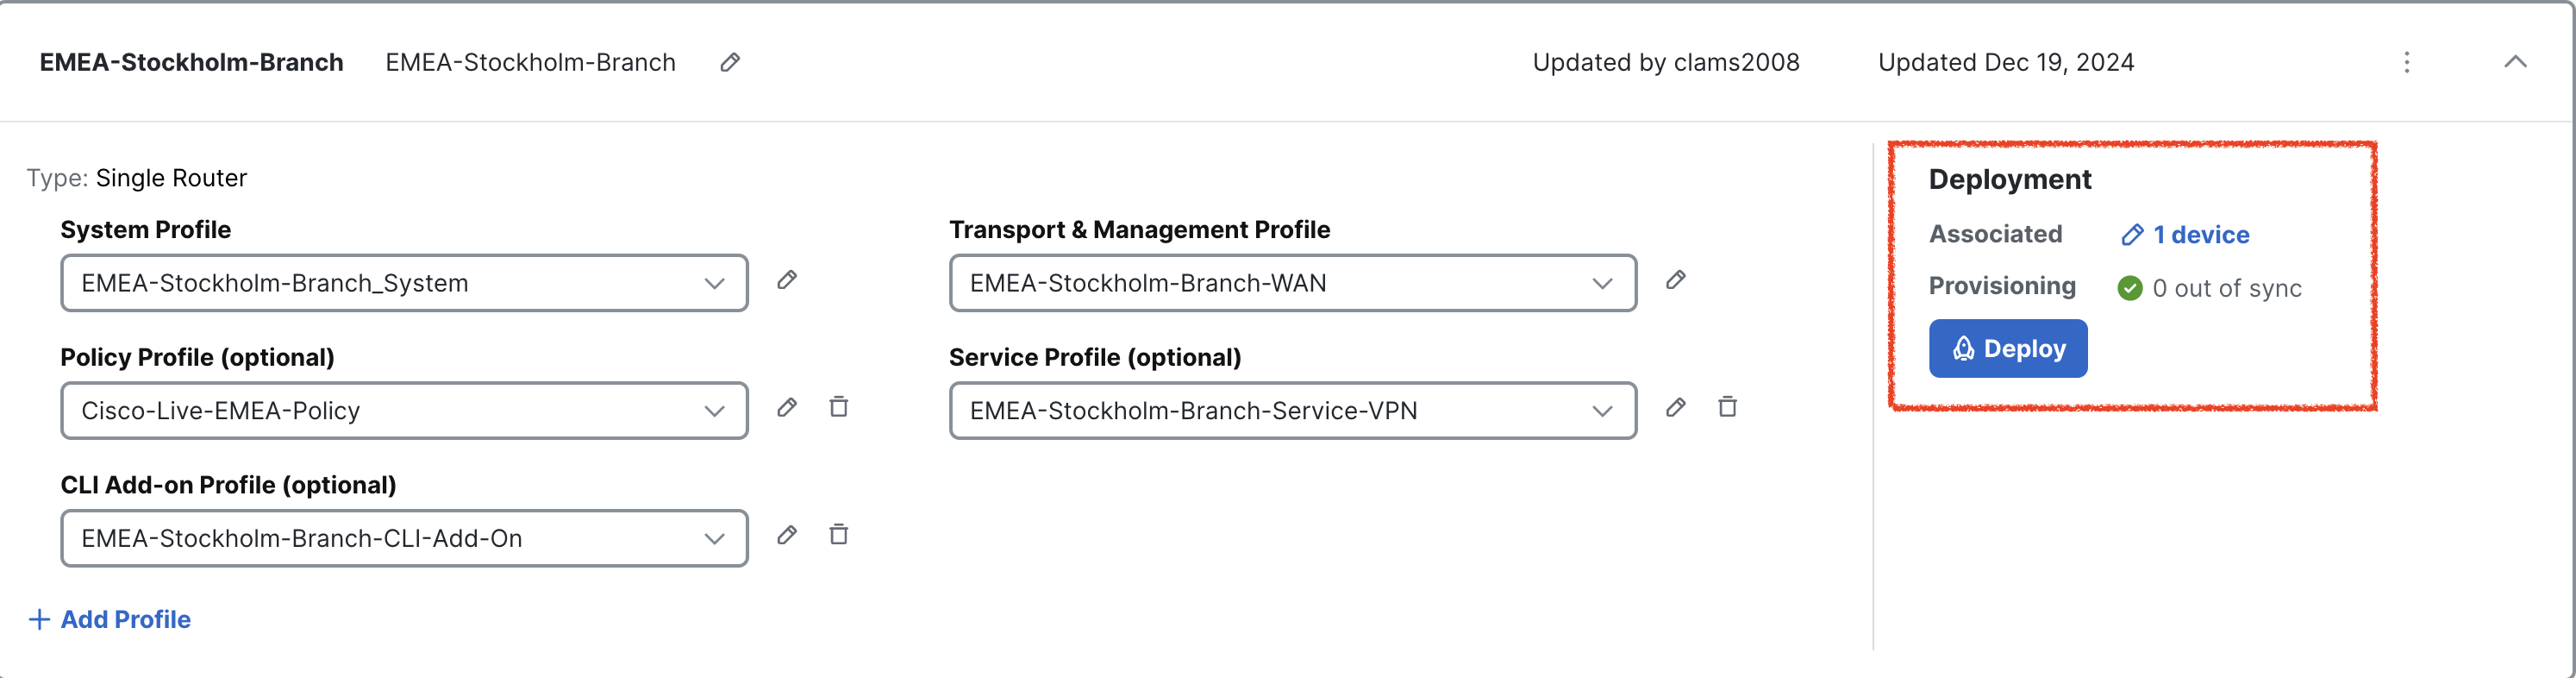 EMEA-Stockholm-Branch EMEA-Stockholm-Branch Updated by clams2008 Updated Dec 19, 2024
Type: Single Router
System Profile
EMEA-Stockholm-Branch_System
Transport & Management Profile
EMEA-Stockholm-Branch-WAN
Policy Profile (optional)
Cisco-Live-EMEA-Policy
Service Profile (optional)
EMEA-Stockholm-Branch-Service-VPN
CLI Add-on Profile (optional)
EMEA-Stockholm-Branch-CLI-Add-On
+ Add Profile
Deployment
Associated 1 device
Provisioning 0 out of sync
Deploy